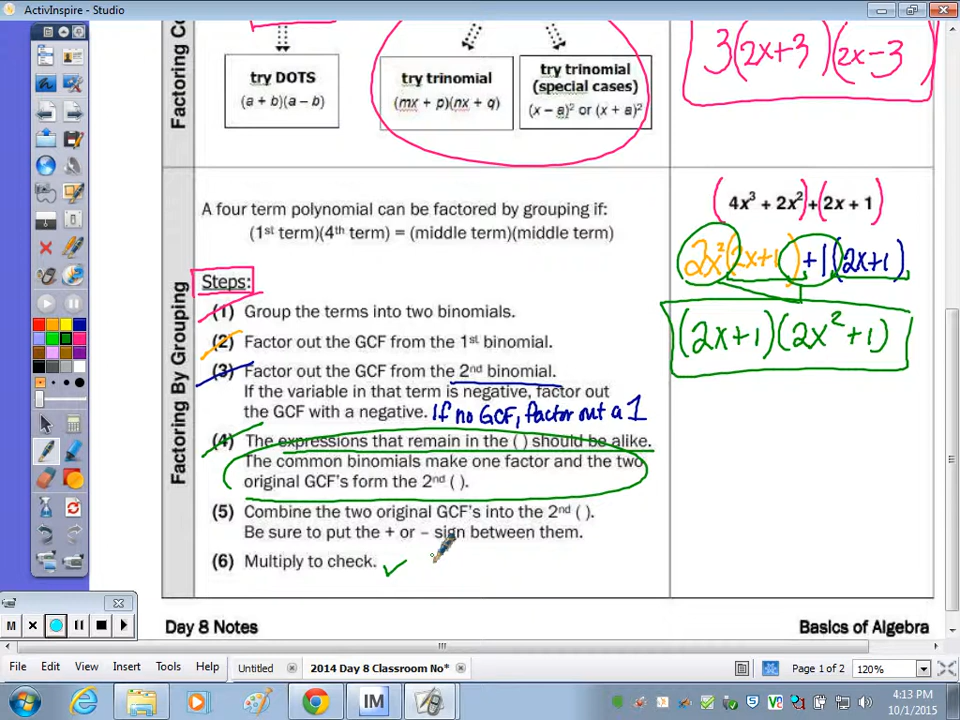 ActivInspire - Studio
Factoring Co
try DOTS
(a + b)(a – b)
try trinomial
(mx + p)(nx + q)
try trinomial
(special cases)
(x – a)² or (x + a)²
3(2x+3)(2x-3)
Factoring By Grouping
A four term polynomial can be factored by grouping if:
(1st term)(4th term) = (middle term)(middle term)
Steps:
(1) Group the terms into two binomials.
(2) Factor out the GCF from the 1st binomial.
(3) Factor out the GCF from the 2nd binomial.
If the variable in that term is negative, factor out
the GCF with a negative. If no GCF, factor out a 1
(4) The expressions that remain in the ( ) should be alike.
The common binomials make one factor and the two
original GCF's form the 2nd ( ).
(5) Combine the two original GCF's into the 2nd ( ).
Be sure to put the + or – sign between them.
(6) Multiply to check. ✓
(4x³ + 2x²)+(2x + 1)
2x²(2x+1)+1(2x+1)
(2x+1)(2x²+1)
Day 8 Notes
Basics of Algebra
M
File Edit View Insert Tools Help
Untitled
2014 Day 8 Classroom No*
Page 1 of 2
120%
IM
4:13 PM
10/1/2015